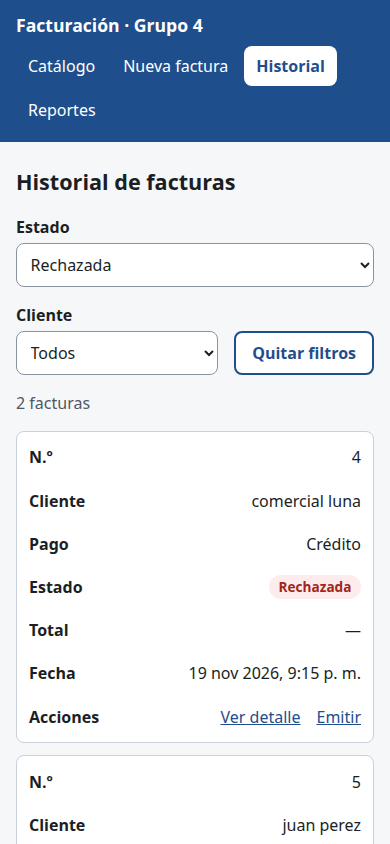 Facturación · Grupo 4
Catálogo Nueva factura Historial
Reportes
Historial de facturas
Estado
Rechazada
Cliente
Todos Quitar filtros
2 facturas
N.º 4
Cliente comercial luna
Pago Crédito
Estado Rechazada
Total —
Fecha 19 nov 2026, 9:15 p. m.
Acciones Ver detalle Emitir
N.º 5
Cliente juan perez